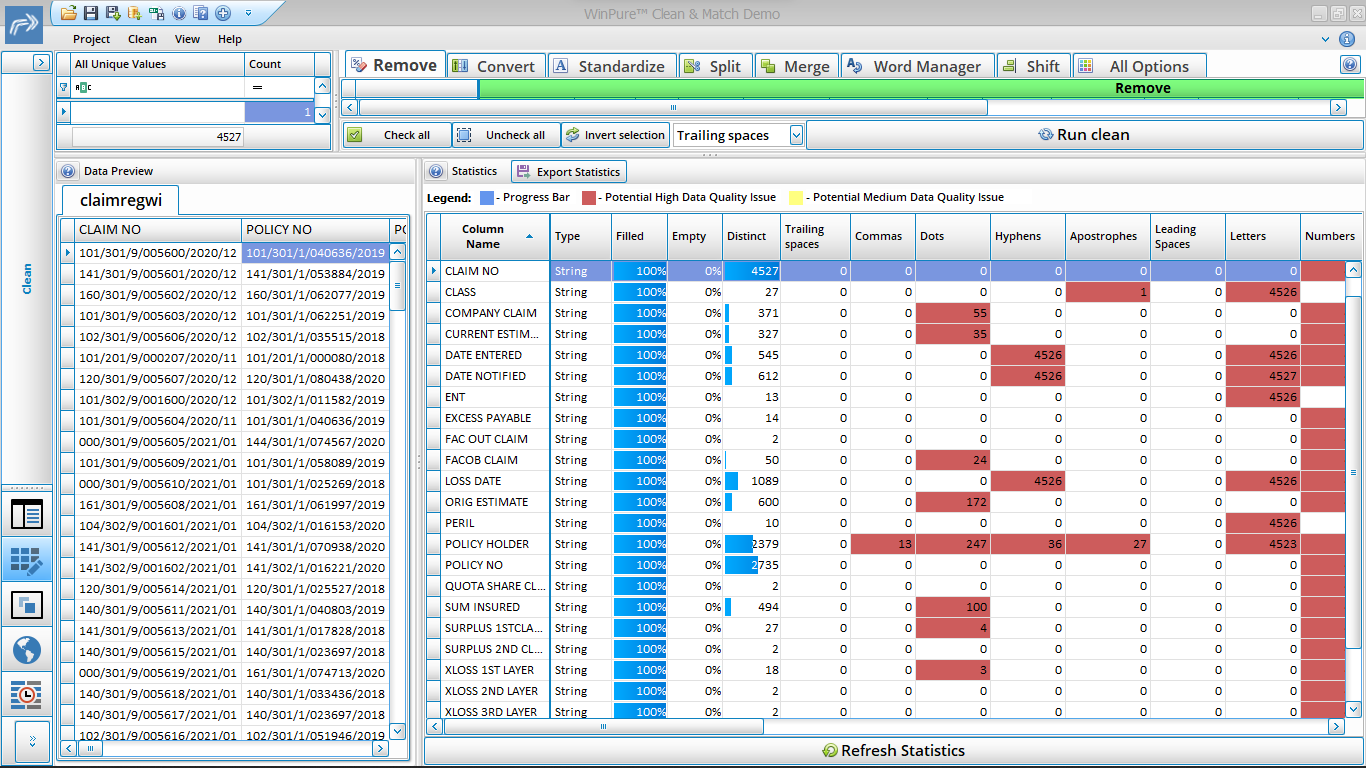 WinPure™ Clean & Match Demo
Project Clean View Help
All Unique Values Count
ABC =
1
4527
Remove Convert Standardize Split Merge Word Manager Shift All Options
Remove
Check all Uncheck all Invert selection Trailing spaces Run clean
Data Preview
claimregwi
clean
CLAIM NO POLICY NO PO
101/301/9/005600/2020/12 101/301/1/040636/2019
141/301/9/005601/2020/12 141/301/1/053884/2019
160/301/9/005602/2020/12 160/301/1/062077/2019
101/301/9/005603/2020/12 101/301/1/062251/2019
102/301/9/005606/2020/12 102/301/1/035515/2018
101/201/9/000207/2020/11 101/201/1/000080/2018
120/301/9/005607/2020/12 120/301/1/080438/2020
101/302/9/001600/2020/12 101/302/1/011582/2019
101/301/9/005604/2020/11 101/301/1/040636/2019
000/301/9/005605/2021/01 144/301/1/074567/2020
101/301/9/005609/2021/01 101/301/1/058089/2019
000/301/9/005610/2021/01 101/301/1/025269/2018
161/301/9/005608/2021/01 161/301/1/061997/2019
104/302/9/001601/2021/01 104/302/1/016153/2020
141/301/9/005612/2021/01 141/301/1/070938/2020
141/302/9/001602/2021/01 141/302/1/016221/2020
120/301/9/005614/2021/01 120/301/1/025527/2018
140/301/9/005611/2021/01 140/301/1/040803/2019
141/301/9/005613/2021/01 141/301/1/017828/2018
140/301/9/005615/2021/01 140/301/1/023697/2018
000/301/9/005619/2021/01 161/301/1/074713/2020
140/301/9/005618/2021/01 140/301/1/033436/2018
140/301/9/005617/2021/01 140/301/1/023697/2018
102/301/9/005616/2021/01 102/301/1/051946/2019
Statistics Export Statistics
Legend: - Progress Bar - Potential High Data Quality Issue - Potential Medium Data Quality Issue
Column Name Type Filled Empty Distinct Trailing spaces Commas Dots Hyphens Apostrophes Leading Spaces Letters Numbers
CLAIM NO String 100% 0% 4527 0 0 0 0 0 0 0
CLASS String 100% 0% 27 0 0 0 0 1 0 4526
COMPANY CLAIM String 100% 0% 371 0 0 55 0 0 0 0
CURRENT ESTIM... String 100% 0% 327 0 0 35 0 0 0 0
DATE ENTERED String 100% 0% 545 0 0 0 4526 0 0 4526
DATE NOTIFIED String 100% 0% 612 0 0 0 4526 0 0 4527
ENT String 100% 0% 13 0 0 0 0 0 0 4526
EXCESS PAYABLE String 100% 0% 14 0 0 0 0 0 0 0
FAC OUT CLAIM String 100% 0% 2 0 0 0 0 0 0 0
FACOB CLAIM String 100% 0% 50 0 0 24 0 0 0 0
LOSS DATE String 100% 0% 1089 0 0 0 4526 0 0 4526
ORIG ESTIMATE String 100% 0% 600 0 0 172 0 0 0 0
PERIL String 100% 0% 10 0 0 0 0 0 0 4526
POLICY HOLDER String 100% 0% 2379 0 13 247 36 27 0 4523
POLICY NO String 100% 0% 2735 0 0 0 0 0 0 0
QUOTA SHARE CL... String 100% 0% 2 0 0 0 0 0 0 0
SUM INSURED String 100% 0% 494 0 0 100 0 0 0 0
SURPLUS 1STCLA... String 100% 0% 27 0 0 4 0 0 0 0
SURPLUS 2ND CL... String 100% 0% 2 0 0 0 0 0 0 0
XLOSS 1ST LAYER String 100% 0% 18 0 0 3 0 0 0 0
XLOSS 2ND LAYER String 100% 0% 2 0 0 0 0 0 0 0
XLOSS 3RD LAYER String 100% 0% 2 0 0 0 0 0 0 0
Refresh Statistics